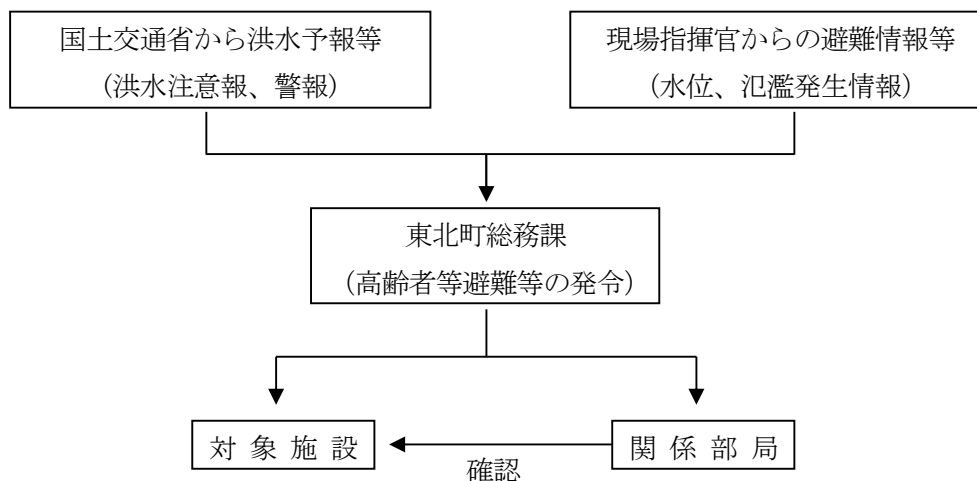 国土交通省から洪水予報等
（洪水注意報、警報）
現場指揮官からの避難情報等
（水位、氾濫発生情報）
東北町総務課
（高齢者等避難等の発令）
対 象 施 設
関 係 部 局
確認